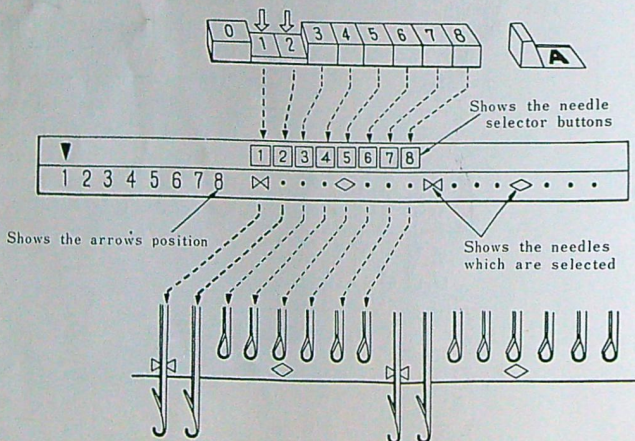 0 1 2 3 4 5 6 7 8 A
Shows the needle
selector buttons
1 2 3 4 5 6 7 8
1 2 3 4 5 6 7 8
Shows the arrow's position
Shows the needles
which are selected